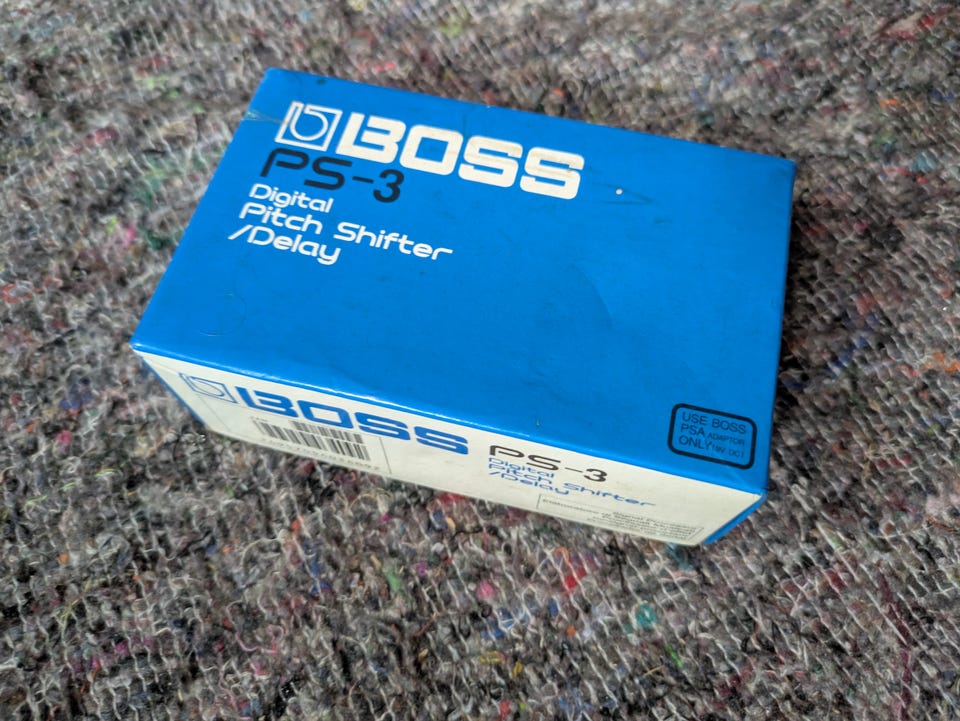 BOSS
PS-3
Digital
Pitch Shifter
/Delay
USE BOSS
PSA ADAPTOR
ONLY (9V DC)
BOSS
PS-3
Digital
Pitch Shifter
/Delay